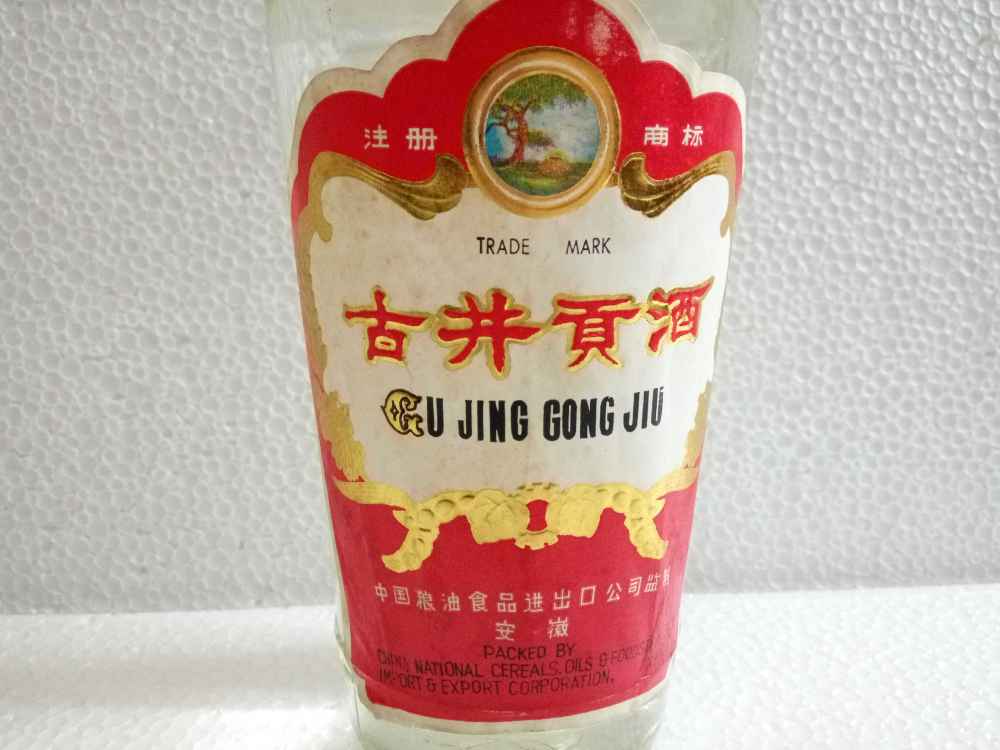 注册 商标
TRADE MARK
古井贡酒
GU JING GONG JIU
中国粮油食品进出口公司监制
安徽
PACKED BY
CHINA NATIONAL CEREALS, OILS & FOODS
IMPORT & EXPORT CORPORATION,